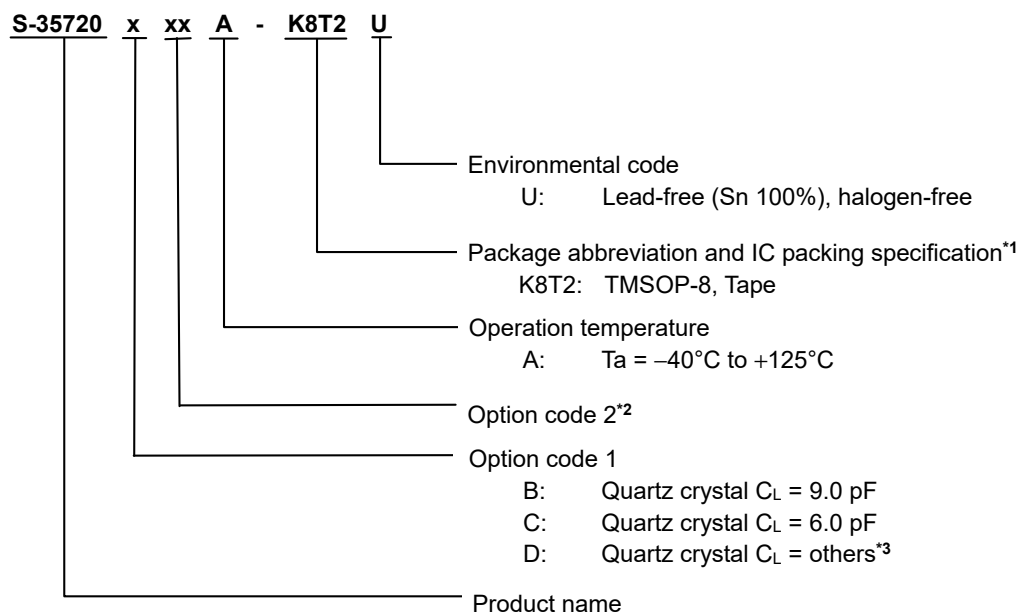 S-35720 x xx A - K8T2 U
Environmental code
U: Lead-free (Sn 100%), halogen-free
Package abbreviation and IC packing specification*1
K8T2: TMSOP-8, Tape
Operation temperature
A: Ta = −40°C to +125°C
Option code 2*2
Option code 1
B: Quartz crystal CL = 9.0 pF
C: Quartz crystal CL = 6.0 pF
D: Quartz crystal CL = others*3
Product name